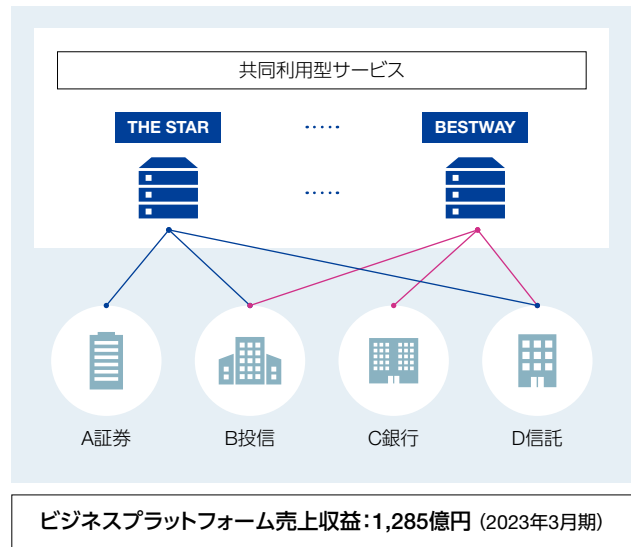 共同利用型サービス
THE STAR ····· BESTWAY
·····
A証券 B投信 C銀行 D信託
ビジネスプラットフォーム売上収益:1,285億円（2023年3月期）